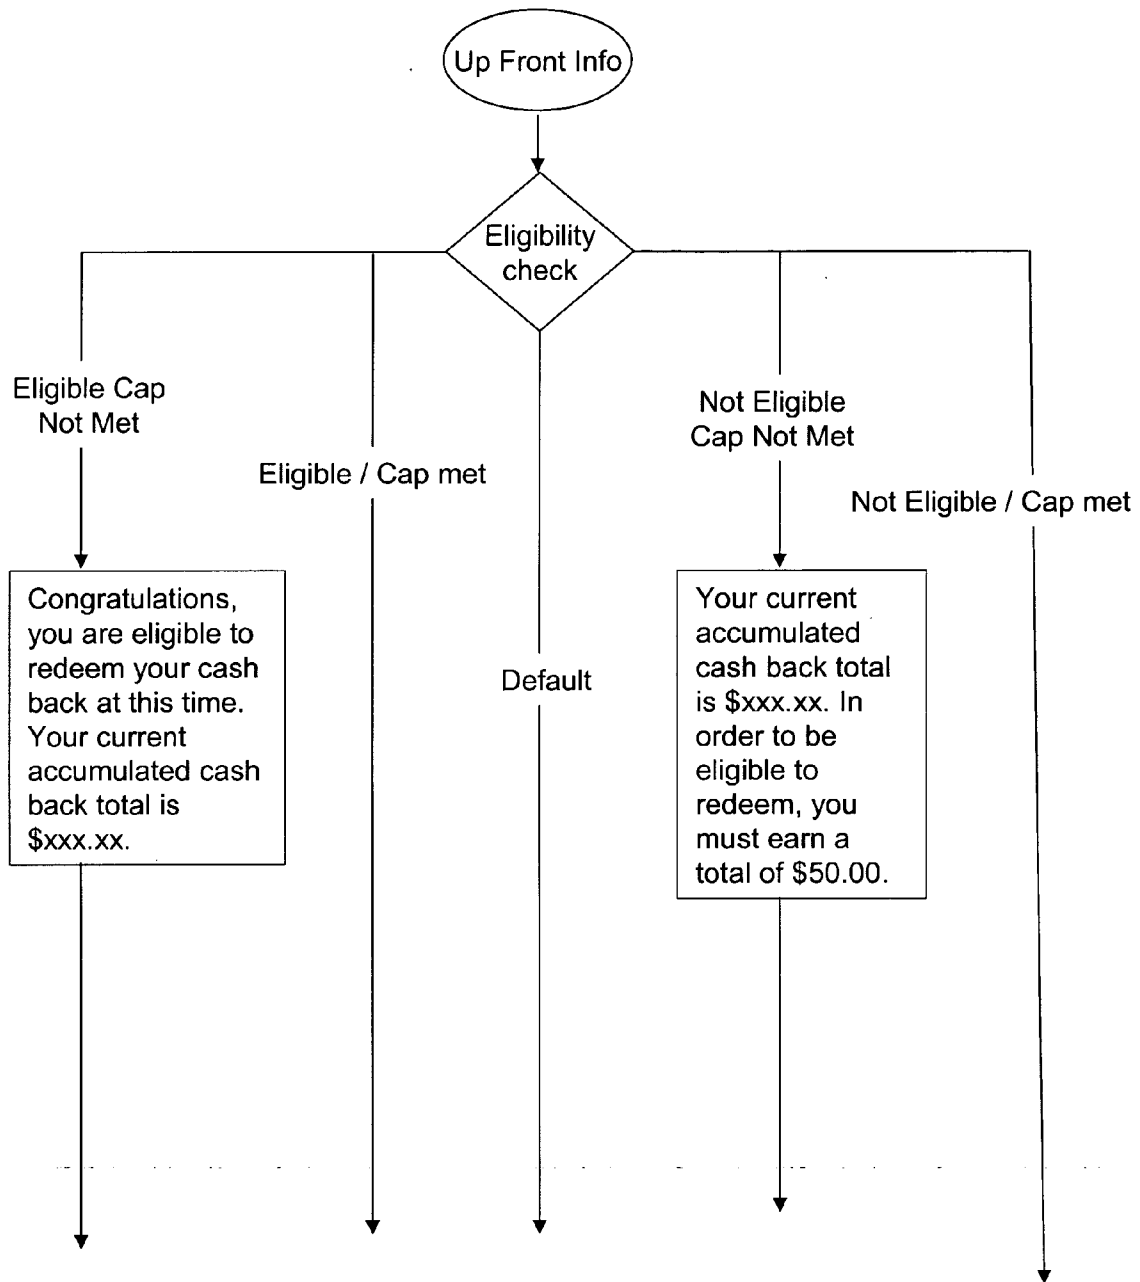 Up Front Info
Eligibility
check
Eligible Cap
Not Met
Eligible / Cap met
Default
Not Eligible
Cap Not Met
Not Eligible / Cap met
Congratulations,
you are eligible to
redeem your cash
back at this time.
Your current
accumulated cash
back total is
$xxx.xx.
Your current
accumulated
cash back total
is $xxx.xx. In
order to be
eligible to
redeem, you
must earn a
total of $50.00.